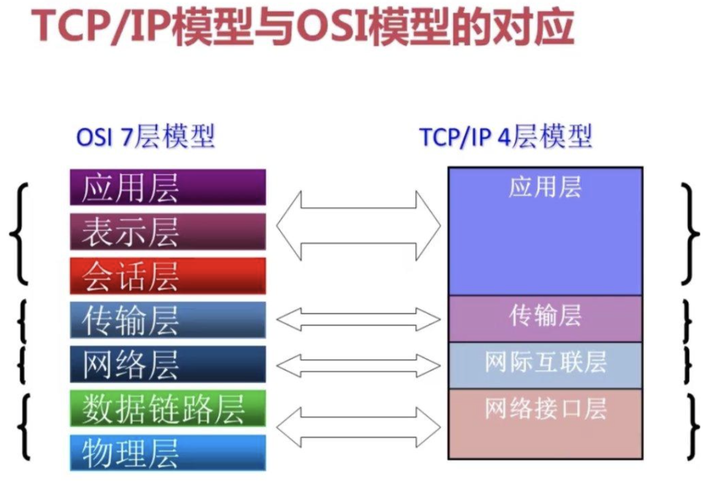 TCP/IP模型与OSI模型的对应
OSI 7层模型
应用层
表示层
会话层
传输层
网络层
数据链路层
物理层
TCP/IP 4层模型
应用层
传输层
网际互联层
网络接口层